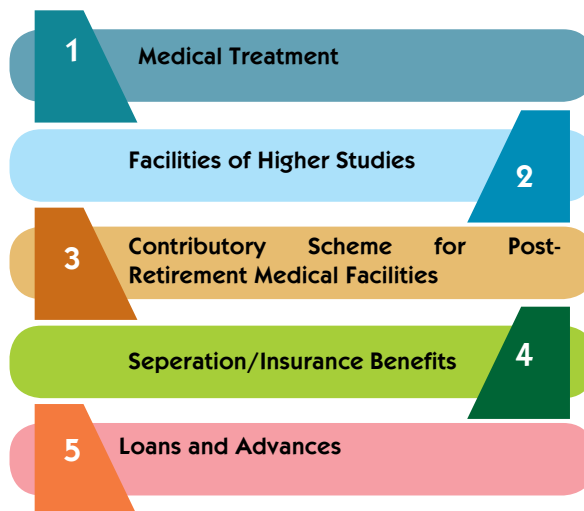 1 Medical Treatment
Facilities of Higher Studies 2
3 Contributory Scheme for Post-
Retirement Medical Facilities
Seperation/Insurance Benefits 4
5 Loans and Advances